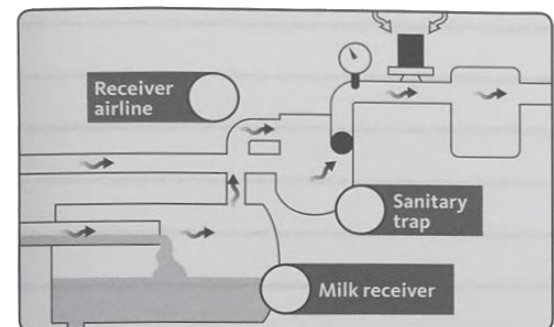 Receiver
airline
Sanitary
trap
Milk receiver